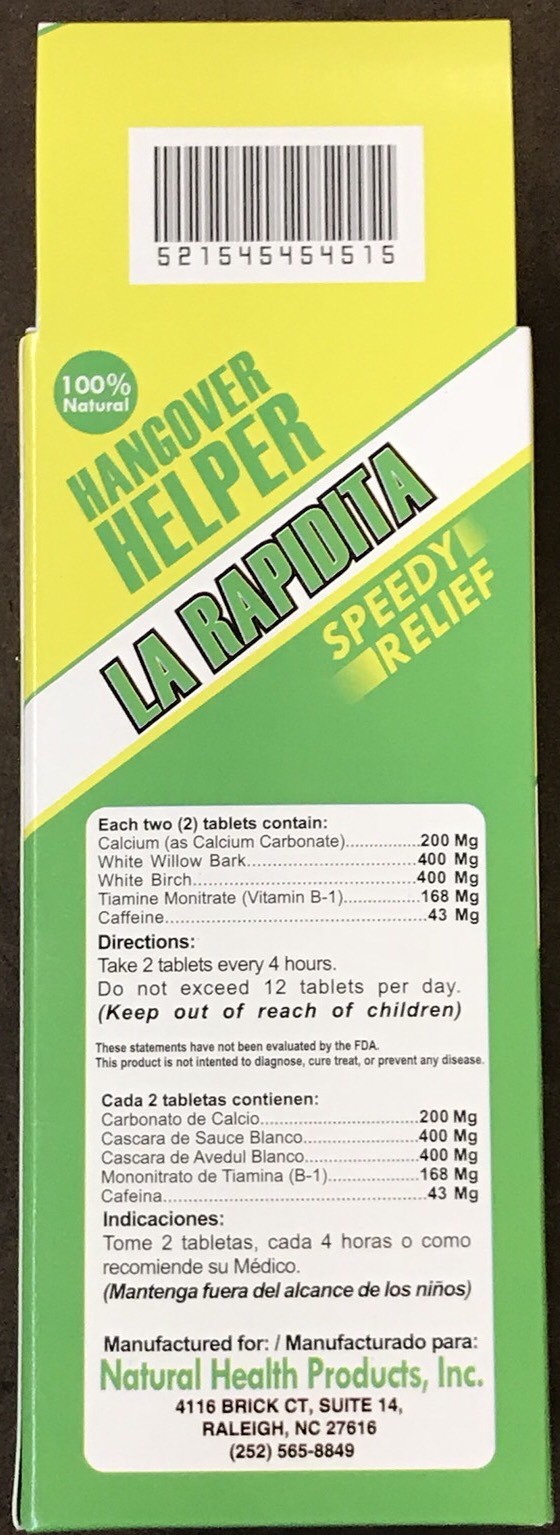 521545454515
100%
Natural
HANGOVER
HELPER
LA RAPIDITA
SPEEDY
RELIEF
Each two (2) tablets contain:
Calcium (as Calcium Carbonate)...............200 Mg
White Willow Bark...................................400 Mg
White Birch..............................................400 Mg
Tiamine Monitrate (Vitamin B-1)...............168 Mg
Caffeine.....................................................43 Mg
Directions:
Take 2 tablets every 4 hours.
Do not exceed 12 tablets per day.
(Keep out of reach of children)
These statements have not been evaluated by the FDA.
This product is not intented to diagnose, cure treat, or prevent any disease.
Cada 2 tabletas contienen:
Carbonato de Calcio................................200 Mg
Cascara de Sauce Blanco.......................400 Mg
Cascara de Avedul Blanco.......................400 Mg
Mononitrato de Tiamina (B-1)..................168 Mg
Cafeina.....................................................43 Mg
Indicaciones:
Tome 2 tabletas, cada 4 horas o como
recomiende su Médico.
(Mantenga fuera del alcance de los niños)
Manufactured for: / Manufacturado para:
Natural Health Products, Inc.
4116 BRICK CT, SUITE 14,
RALEIGH, NC 27616
(252) 565-8849